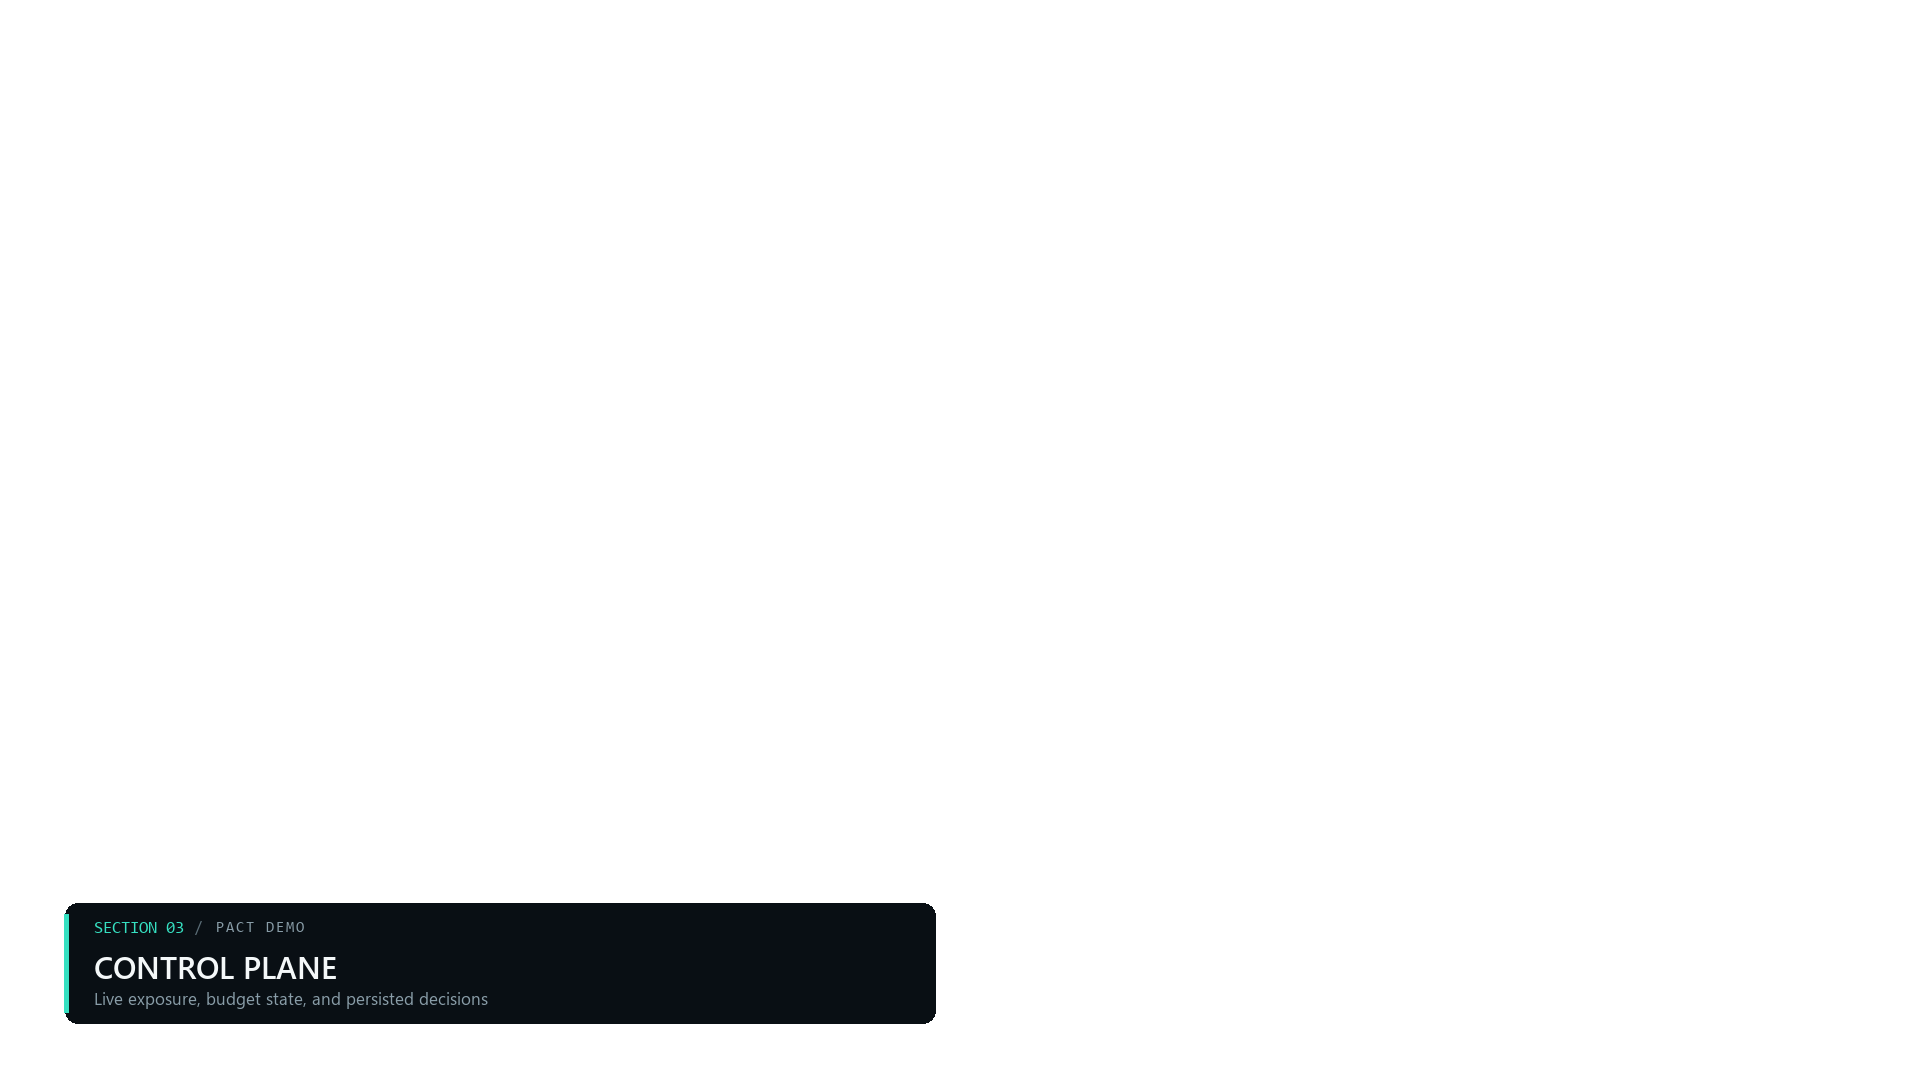 SECTION 03 / PACT DEMO
CONTROL PLANE
Live exposure, budget state, and persisted decisions